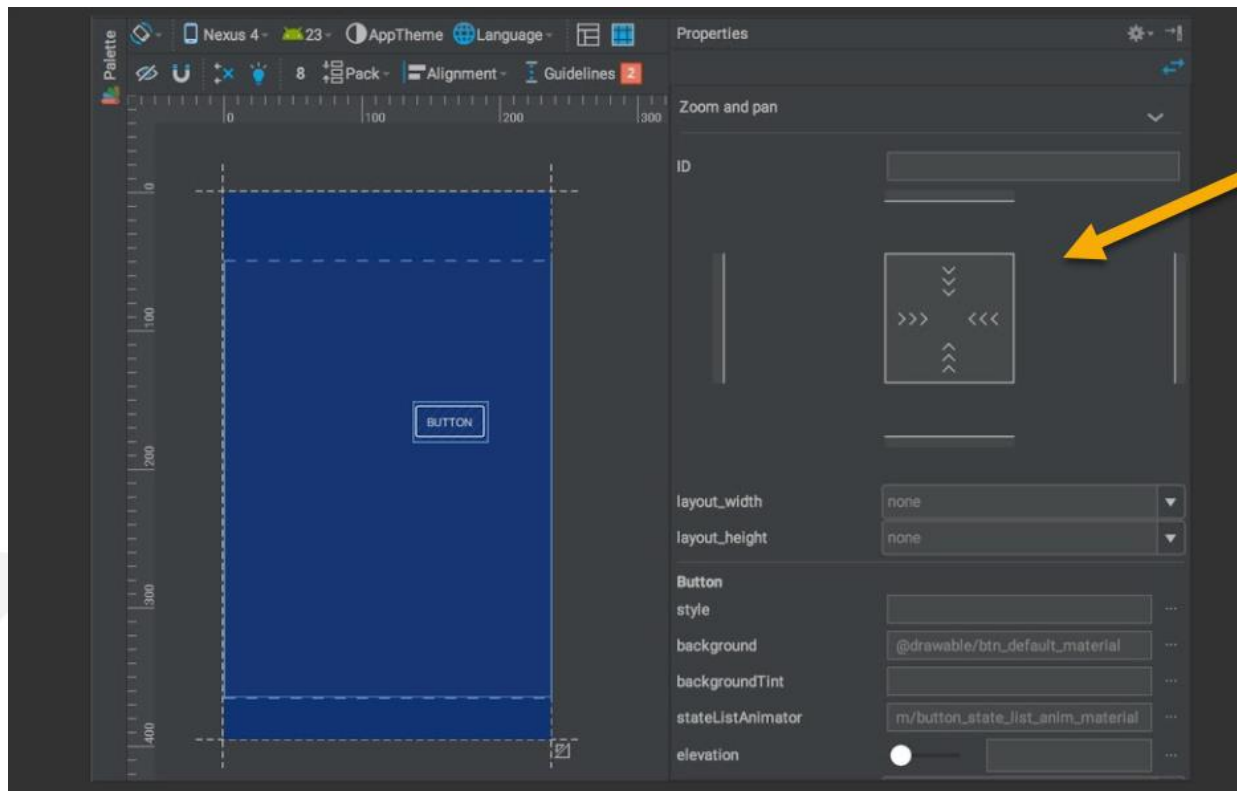 Palette
Nexus 4 23 AppTheme Language
8 Pack Alignment Guidelines 2
0 100 200 300
0
100
200
300
400
BUTTON
Properties
Zoom and pan
ID
>>> <<<
layout_width none
layout_height none
Button
style ...
background @drawable/btn_default_material ...
backgroundTint ...
stateListAnimator m/button_state_list_anim_material ...
elevation ...